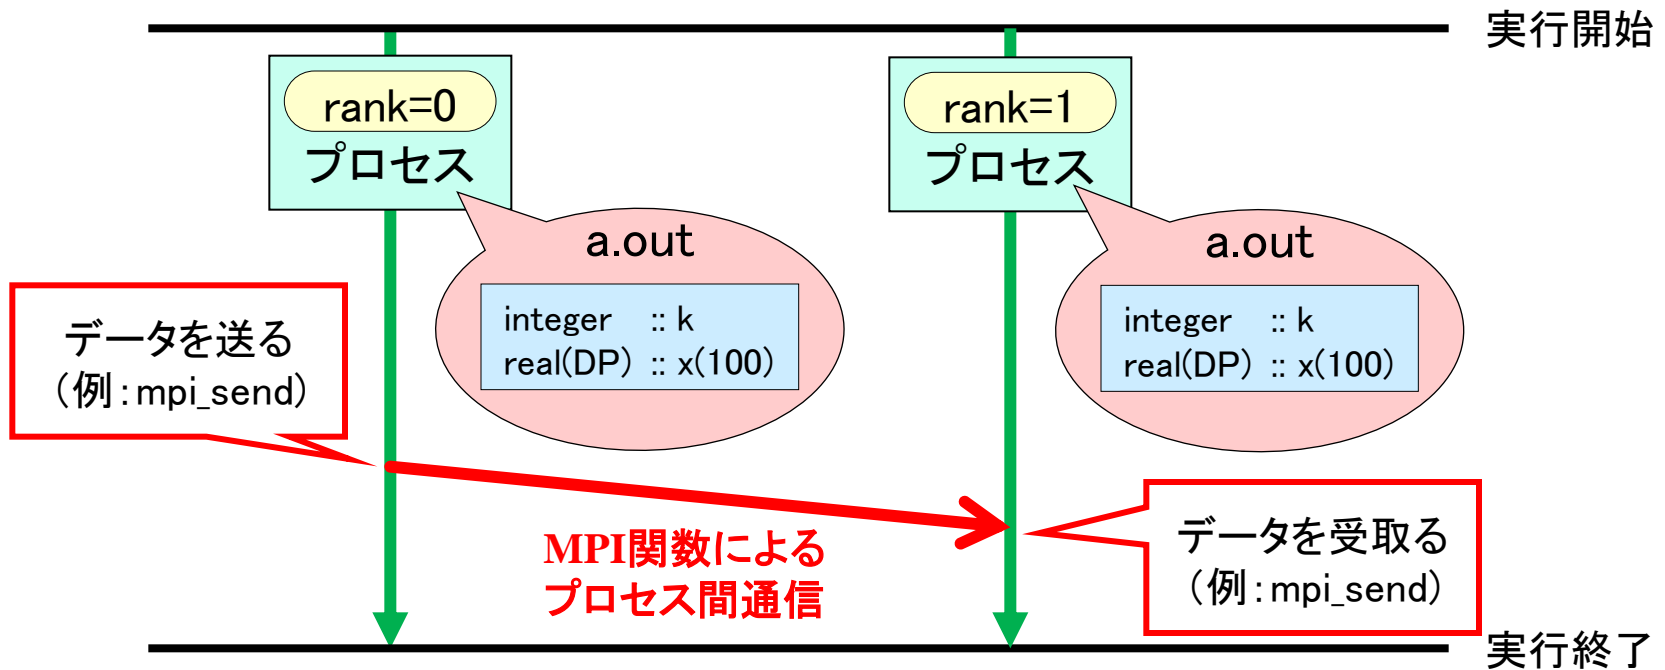 実行開始
rank=0
プロセス
rank=1
プロセス
a.out
integer :: k
real(DP) :: x(100)
a.out
integer :: k
real(DP) :: x(100)
データを送る
（例：mpi_send）
MPI関数による
プロセス間通信
データを受取る
（例：mpi_send）
実行終了